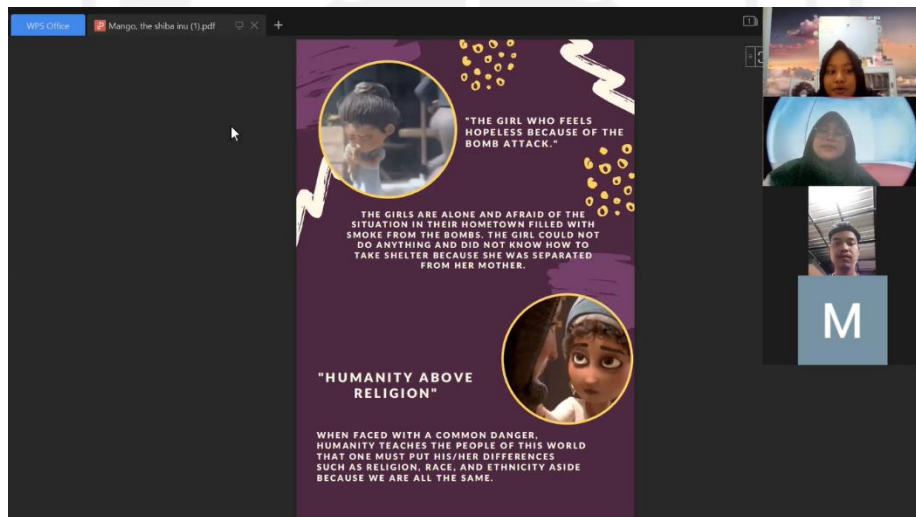 WPS Office
Mango, the shiba inu (1).pdf
"THE GIRL WHO FEELS
HOPELESS BECAUSE OF THE
BOMB ATTACK."
THE GIRLS ARE ALONE AND AFRAID OF THE
SITUATION IN THEIR HOMETOWN FILLED WITH
SMOKE FROM THE BOMBS. THE GIRL COULD NOT
DO ANYTHING AND DID NOT KNOW HOW TO
TAKE SHELTER BECAUSE SHE WAS SEPARATED
FROM HER MOTHER.
"HUMANITY ABOVE
RELIGION"
WHEN FACED WITH A COMMON DANGER,
HUMANITY TEACHES THE PEOPLE OF THIS WORLD
THAT ONE MUST PUT HIS/HER DIFFERENCES
SUCH AS RELIGION, RACE, AND ETHNICITY ASIDE
BECAUSE WE ARE ALL THE SAME.
M